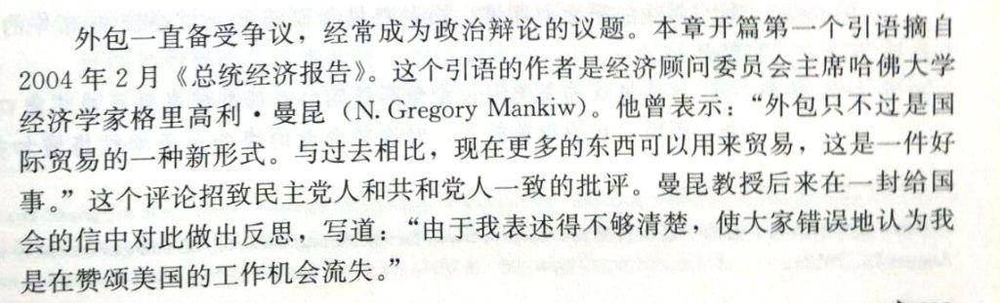 外包一直备受争议，经常成为政治辩论的议题。本章开篇第一个引语摘自
2004 年 2 月《总统经济报告》。这个引语的作者是经济顾问委员会主席哈佛大学
经济学家格里高利·曼昆（N. Gregory Mankiw）。他曾表示：“外包只不过是国
际贸易的一种新形式。与过去相比，现在更多的东西可以用来贸易，这是一件好
事。”这个评论招致民主党人和共和党人一致的批评。曼昆教授后来在一封给国
会的信中对此做出反思，写道：“由于我表述得不够清楚，使大家错误地认为我
是在赞颂美国的工作机会流失。”